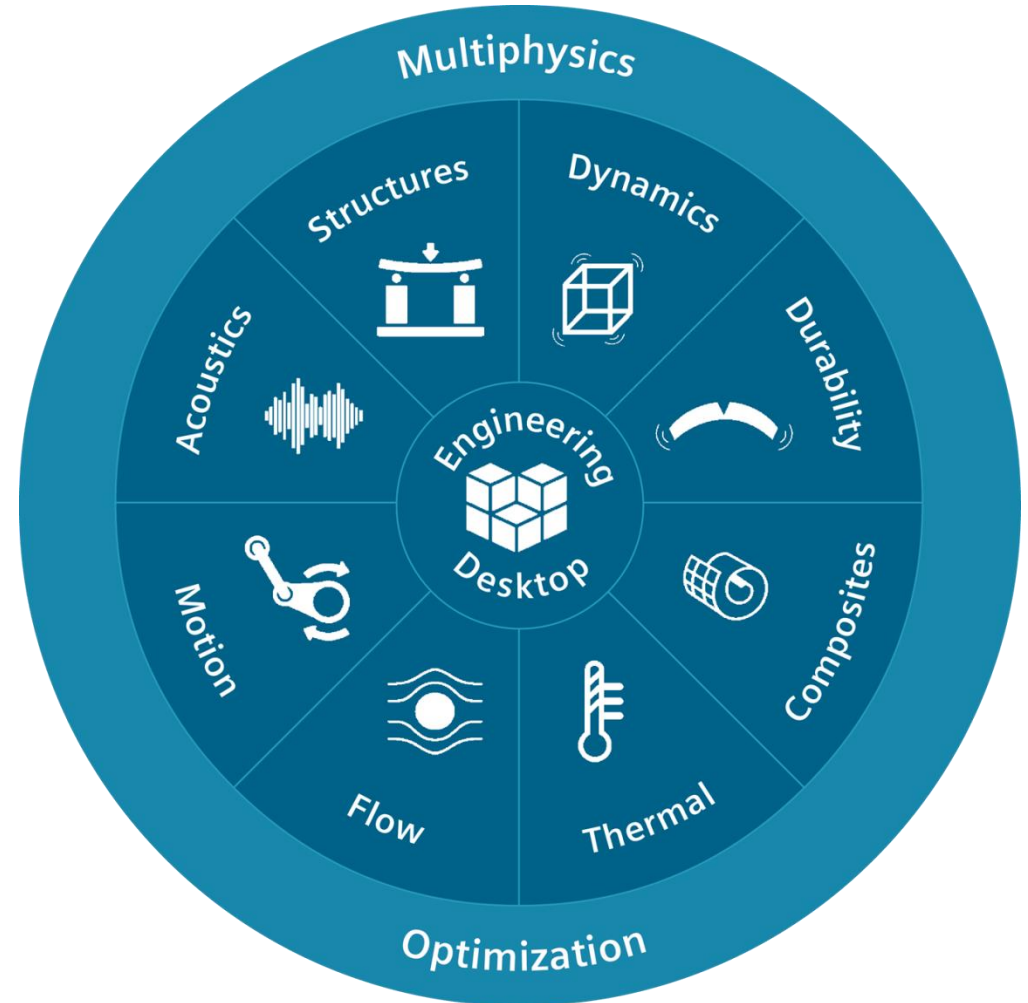 Multiphysics
Structures
Dynamics
Acoustics
Durability
Engineering
Desktop
Motion
Composites
Flow
Thermal
Optimization